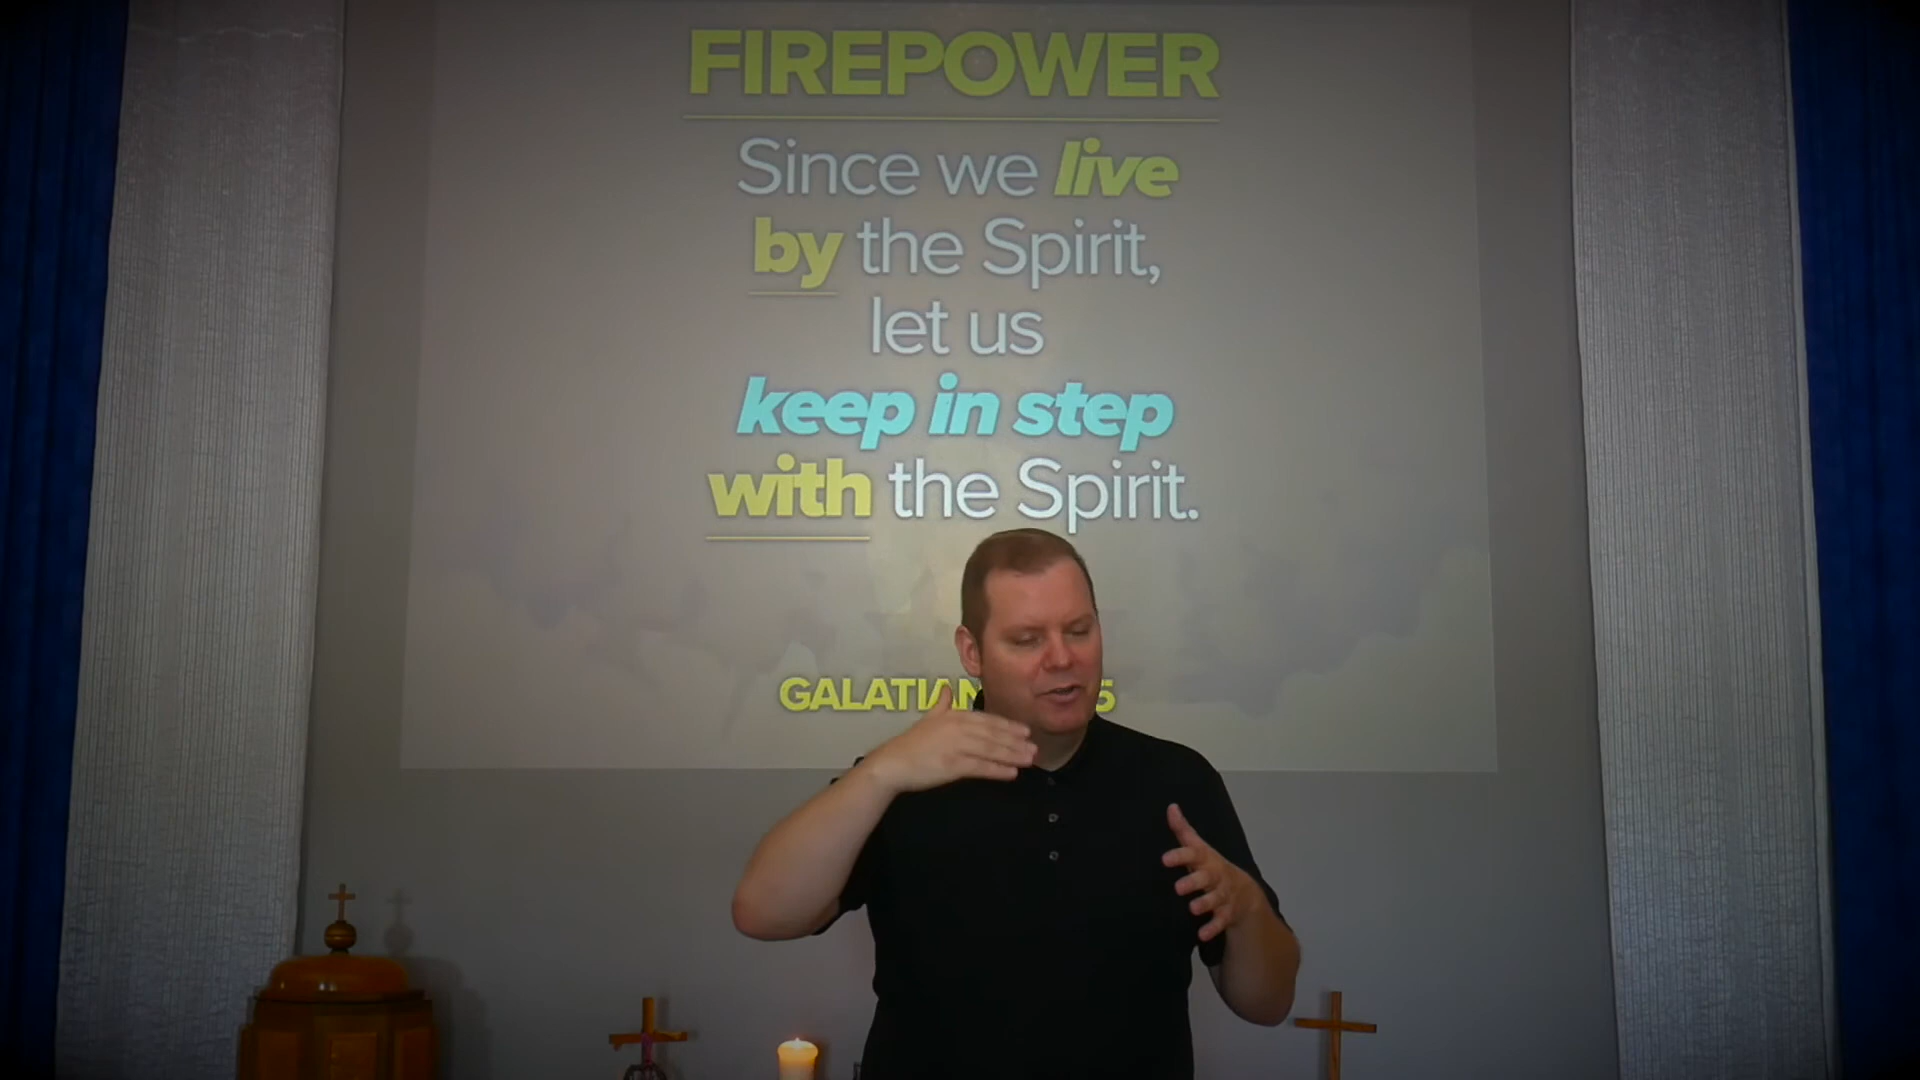 FIREPOWER
Since we live
by the Spirit,
let us
keep in step
with the Spirit.